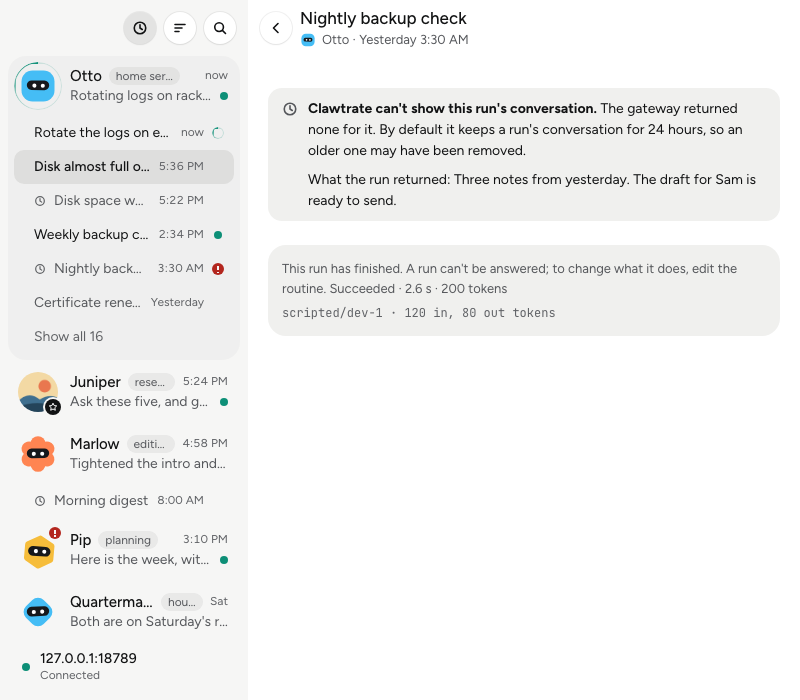 Otto home ser... now
Rotating logs on rack...
Rotate the logs on e... now
Disk almost full o... 5:36 PM
Disk space w... 5:22 PM
Weekly backup c... 2:34 PM
Nightly back... 3:30 AM
Certificate rene... Yesterday
Show all 16
Juniper rese... 5:24 PM
Ask these five, and g...
Marlow editi... 4:58 PM
Tightened the intro and...
Morning digest 8:00 AM
Pip planning 3:10 PM
Here is the week, wit...
Quarterma... hou... Sat
Both are on Saturday's r...
127.0.0.1:18789
Connected
Nightly backup check
Otto · Yesterday 3:30 AM
Clawtrate can't show this run's conversation. The gateway returned
none for it. By default it keeps a run's conversation for 24 hours, so an
older one may have been removed.
What the run returned: Three notes from yesterday. The draft for Sam is
ready to send.
This run has finished. A run can't be answered; to change what it does, edit the
routine. Succeeded · 2.6 s · 200 tokens
scripted/dev-1 · 120 in, 80 out tokens